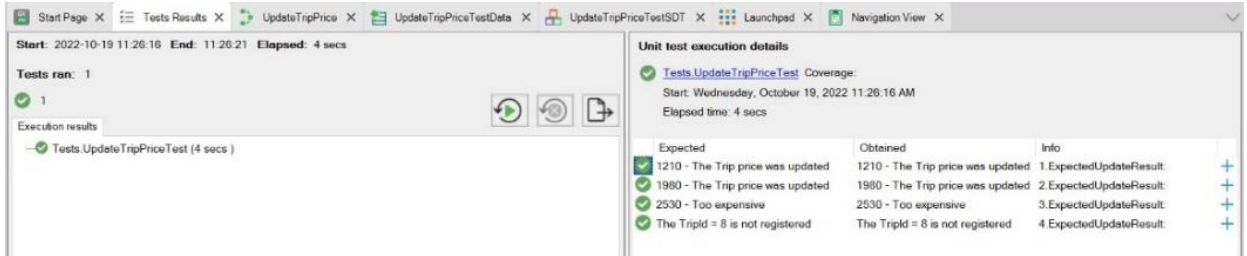 Start Page X Tests Results X UpdateTripPrice X UpdateTripPriceTestData X UpdateTripPriceTestSDT X Launchpad X Navigation View X
Start: 2022-10-19 11:26:16 End: 11:26:21 Elapsed: 4 secs
Tests ran: 1
1
Execution results
Tests.UpdateTripPriceTest (4 secs )
Unit test execution details
Tests.UpdateTripPriceTest Coverage:
Start: Wednesday, October 19, 2022 11:26:16 AM
Elapsed time: 4 secs
Expected Obtained Info
1210 - The Trip price was updated 1210 - The Trip price was updated 1.ExpectedUpdateResult:
1980 - The Trip price was updated 1980 - The Trip price was updated 2.ExpectedUpdateResult:
2530 - Too expensive 2530 - Too expensive 3.ExpectedUpdateResult:
The TripId = 8 is not registered The TripId = 8 is not registered 4.ExpectedUpdateResult: